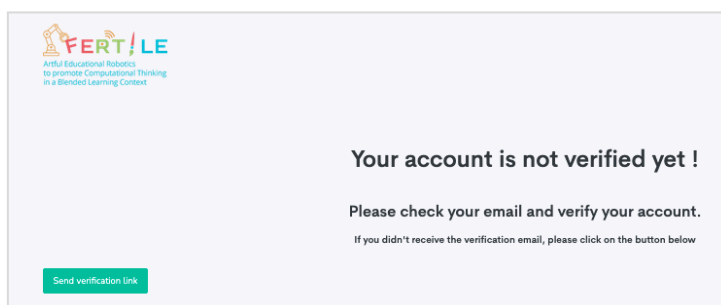 FERTILE
Artful Educational Robotics
to promote Computational Thinking
in a Blended Learning Context
Your account is not verified yet !
Please check your email and verify your account.
If you didn't receive the verification email, please click on the button below
Send verification link